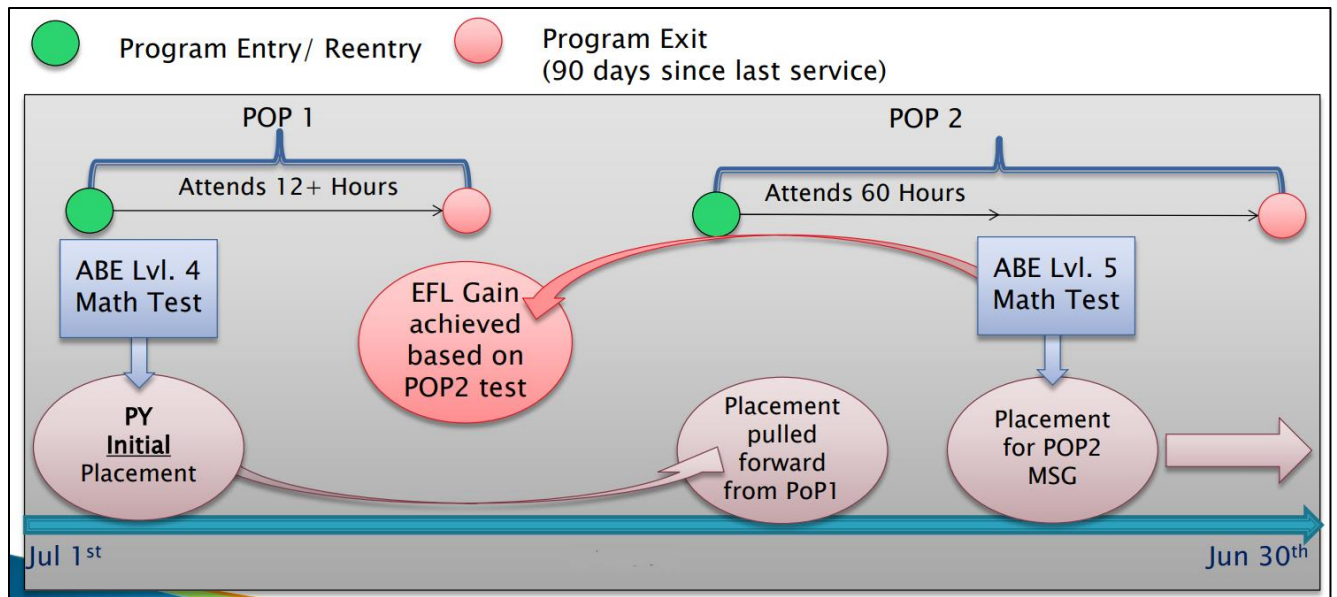 Program Entry/ Reentry
Program Exit
(90 days since last service)
POP 1
POP 2
Attends 12+ Hours
Attends 60 Hours
ABE Lvl. 4
Math Test
EFL Gain
achieved
based on
POP2 test
ABE Lvl. 5
Math Test
PY
Initial
Placement
Placement
pulled
forward
from PoP1
Placement
for POP2
MSG
Jul 1st
Jun 30th